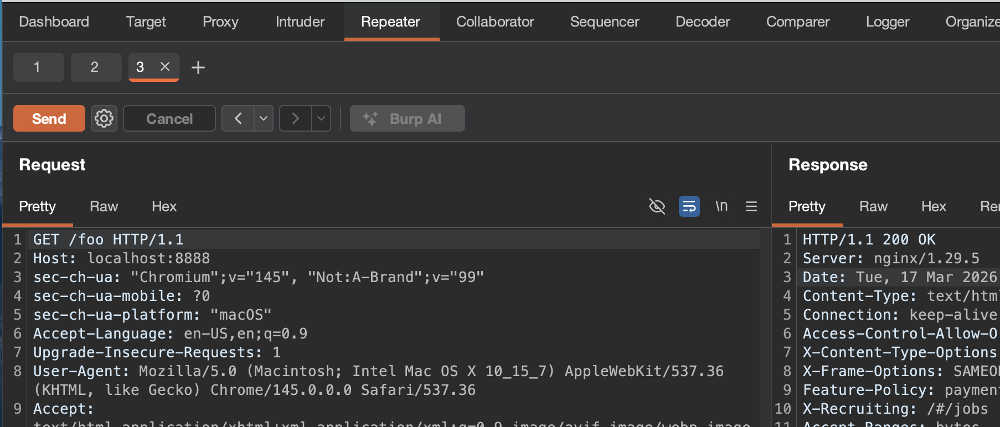 Dashboard Target Proxy Intruder Repeater Collaborator Sequencer Decoder Comparer Logger Organize
1 2 3 × +
Send Cancel < > Burp AI
Request
Pretty Raw Hex \n
1 GET /foo HTTP/1.1
2 Host: localhost:8888
3 sec-ch-ua: "Chromium";v="145", "Not:A-Brand";v="99"
4 sec-ch-ua-mobile: ?0
5 sec-ch-ua-platform: "macOS"
6 Accept-Language: en-US,en;q=0.9
7 Upgrade-Insecure-Requests: 1
8 User-Agent: Mozilla/5.0 (Macintosh; Intel Mac OS X 10_15_7) AppleWebKit/537.36
(KHTML, like Gecko) Chrome/145.0.0.0 Safari/537.36
9 Accept:
text/html,application/xhtml+xml,application/xml;q=0.9,image/avif,image/webp,image
Response
Pretty Raw Hex Re
1 HTTP/1.1 200 OK
2 Server: nginx/1.29.5
3 Date: Tue, 17 Mar 2026
4 Content-Type: text/htm
5 Connection: keep-alive
6 Access-Control-Allow-O
7 X-Content-Type-Options
8 X-Frame-Options: SAMEO
9 Feature-Policy: paymen
10 X-Recruiting: /#/jobs
11 Accept-Ranges: bytes